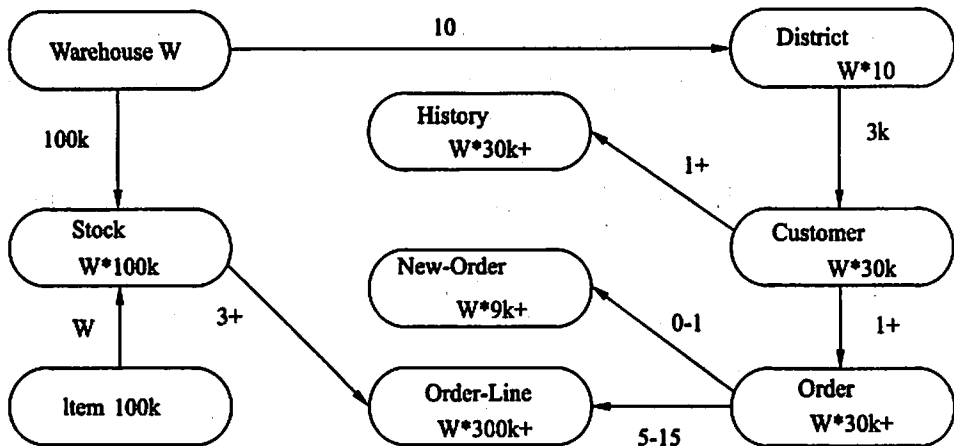 10
Warehouse W
District
W*10
History
W*30k+
100k
3k
1+
Stock
W*100k
Customer
W*30k
New-Order
W*9k+
W
3+
0-1
1+
Item 100k
Order-Line
W*300k+
Order
W*30k+
5-15